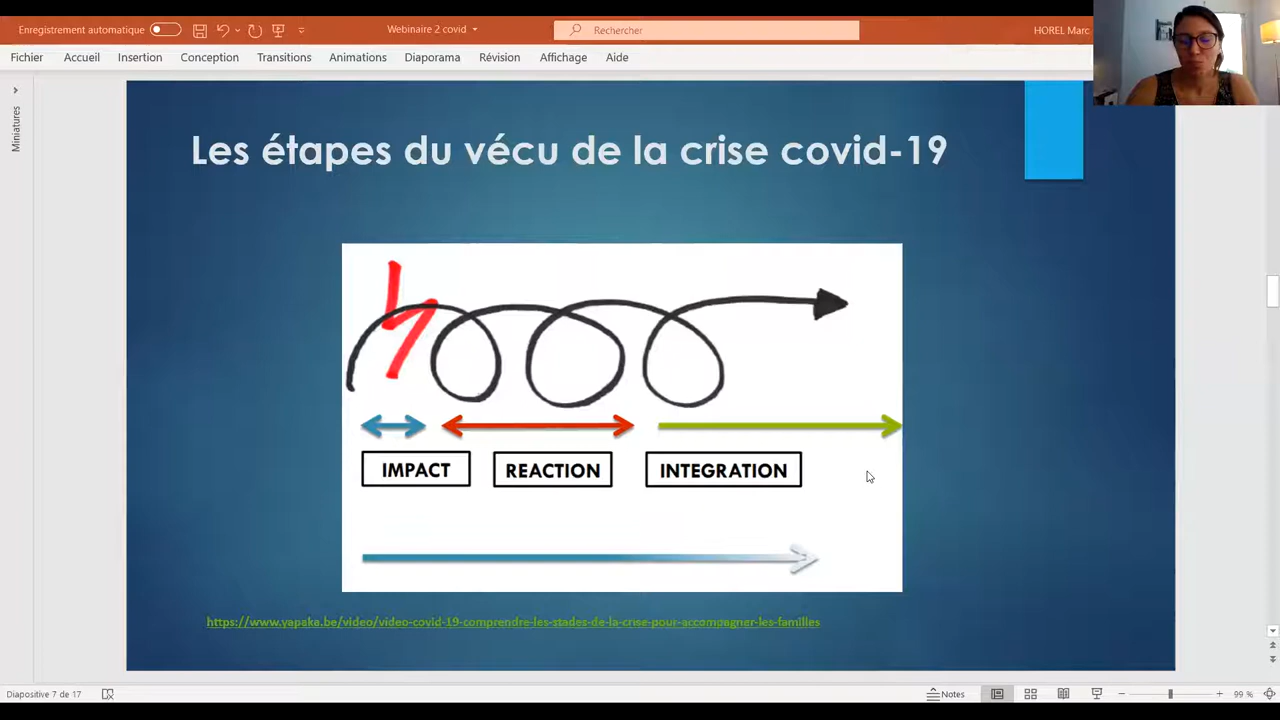 Enregistrement automatique
Webinaire 2 covid
Rechercher
HOREL Marc
Fichier Accueil Insertion Conception Transitions Animations Diaporama Révision Affichage Aide
Miniatures
Les étapes du vécu de la crise covid-19
IMPACT REACTION INTEGRATION
https://www.yapaka.be/video/video-covid-19-comprendre-les-stades-de-la-crise-pour-accompagner-les-familles
Diapositive 7 de 17
Notes
99 %